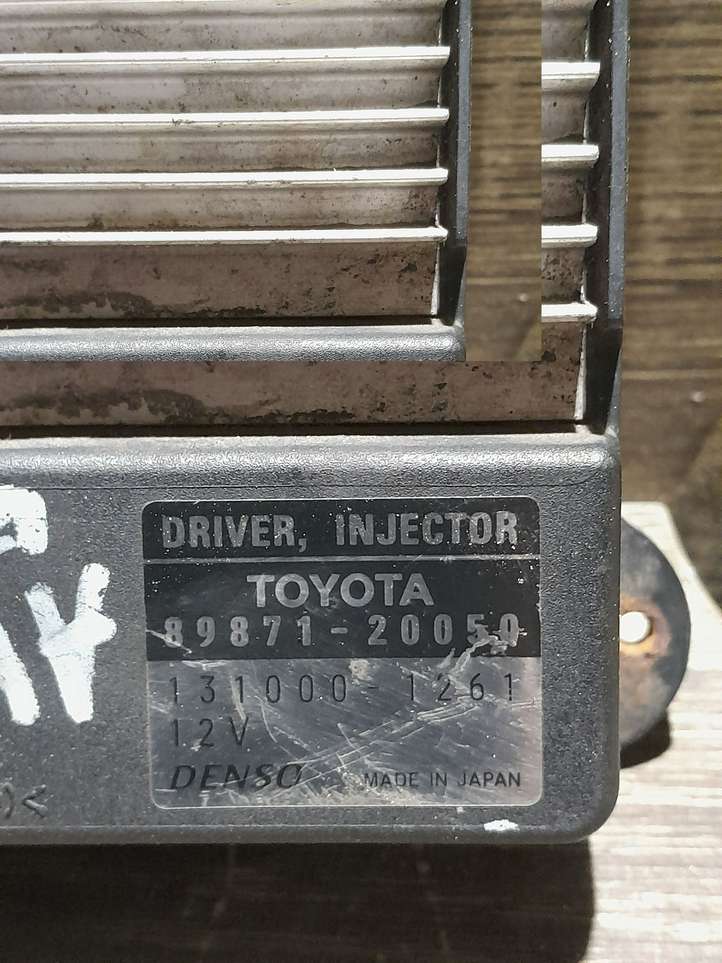 DRIVER, INJECTOR
TOYOTA
89871-20050
131000-1261
12V
DENSO MADE IN JAPAN